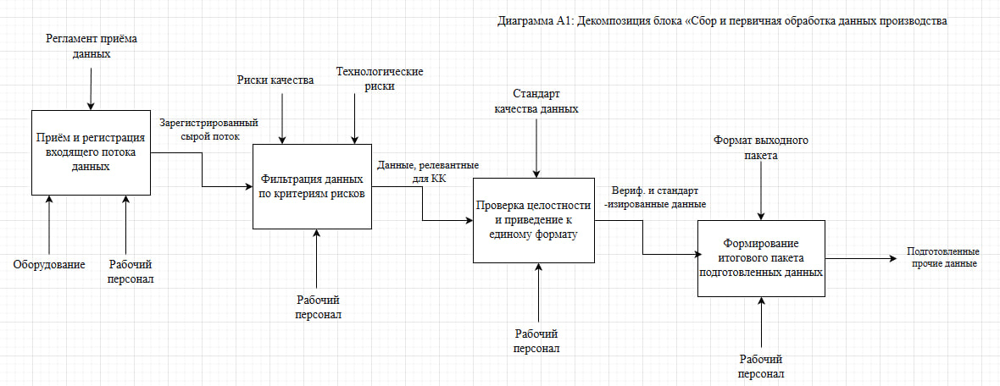 Диаграмма А1: Декомпозиция блока «Сбор и первичная обработка данных производства
Регламент приёма
данных
Риски качества
Технологические
риски
Стандарт
качества данных
Формат выходного
пакета
Приём и регистрация
входящего потока
данных
Зарегистрированный
сырой поток
Фильтрация данных
по критериям рисков
Данные, релевантные
для КК
Проверка целостности
и приведение к
единому формату
Вериф. и стандарт
-изированные данные
Формирование
итогового пакета
подготовленных данных
Подготовленные
прочие данные
Оборудование
Рабочий
персонал
Рабочий
персонал
Рабочий
персонал
Рабочий
персонал